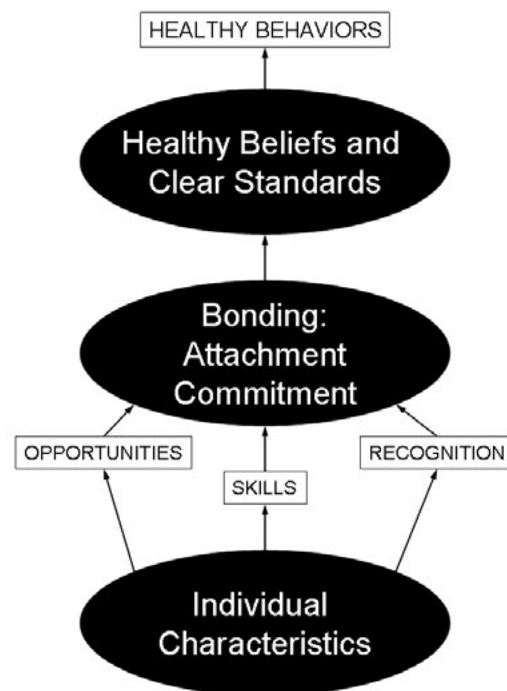 HEALTHY BEHAVIORS
Healthy Beliefs and
Clear Standards
Bonding:
Attachment
Commitment
OPPORTUNITIES
SKILLS
RECOGNITION
Individual
Characteristics